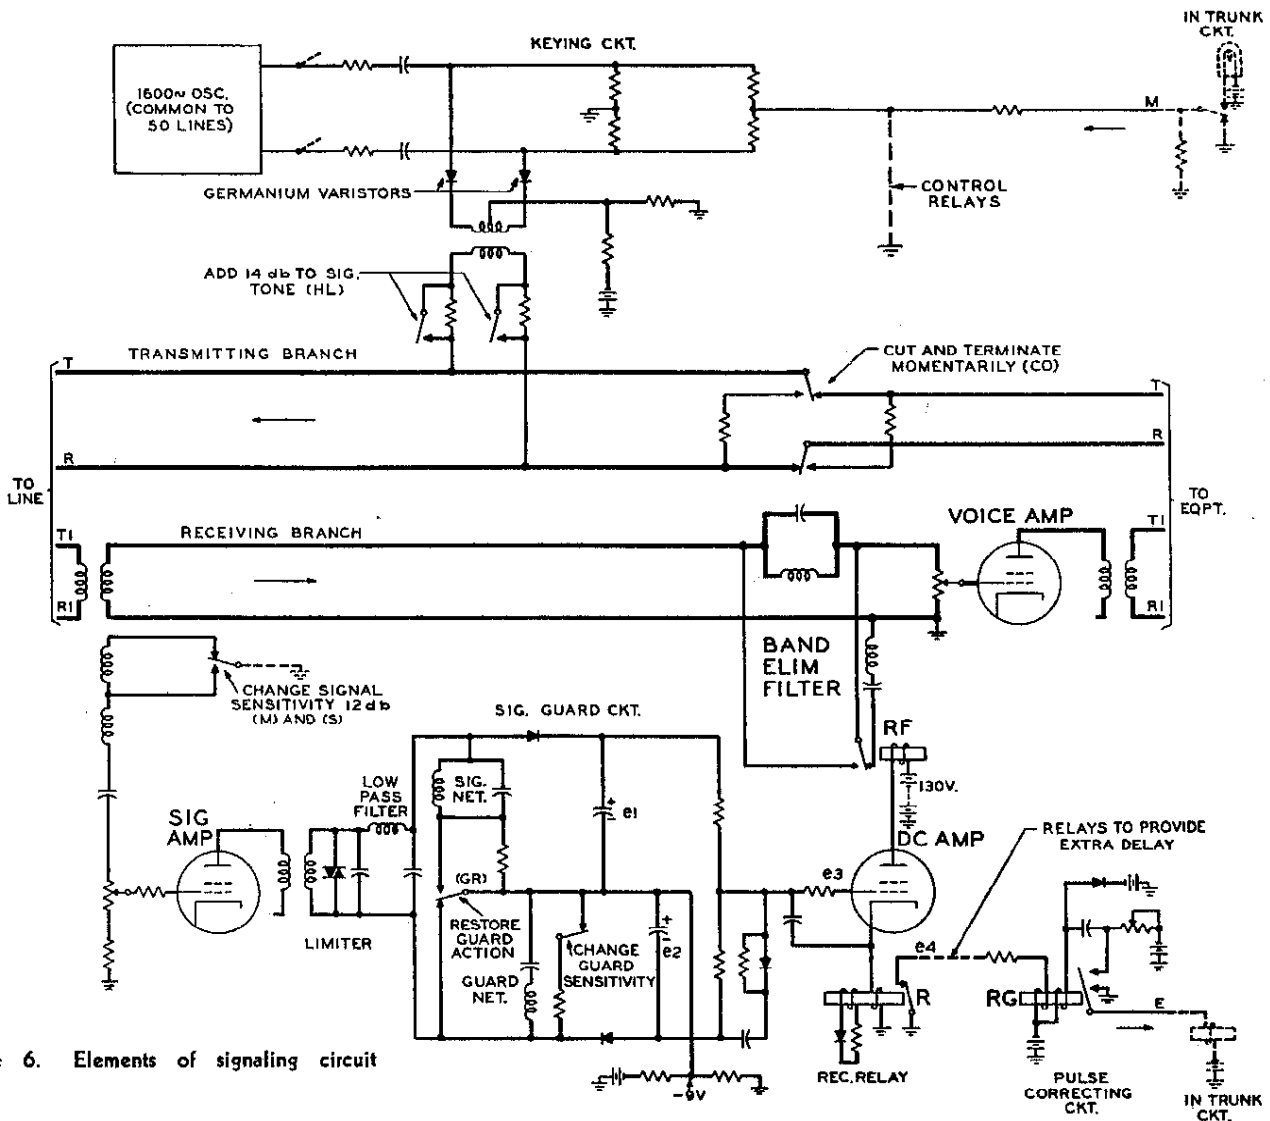 IN TRUNK
CKT.
KEYING CKT.
1600~ OSC.
(COMMON TO
50 LINES)
M
GERMANIUM VARISTORS
CONTROL
RELAYS
ADD 14 db TO SIG.
TONE (HL)
T
TRANSMITTING BRANCH
CUT AND TERMINATE
MOMENTARILY (CO)
T
R
R
TO
LINE
TO
EQPT.
T1
RECEIVING BRANCH
VOICE AMP
T1
R1
R1
BAND
ELIM
FILTER
CHANGE SIGNAL
SENSITIVITY 12db
(M) AND (S)
SIG. GUARD CKT.
RF
130V.
LOW
PASS
FILTER
SIG.
NET.
+
e1
SIG
AMP
DC AMP
RELAYS TO PROVIDE
EXTRA DELAY
e3
(GR)
RESTORE
GUARD
ACTION
+
e2
CHANGE
GUARD
SENSITIVITY
LIMITER
GUARD
NET.
e4
R
RG
E
6. Elements of signaling circuit
-9V
REC. RELAY
PULSE
CORRECTING
CKT.
IN TRUNK
CKT.